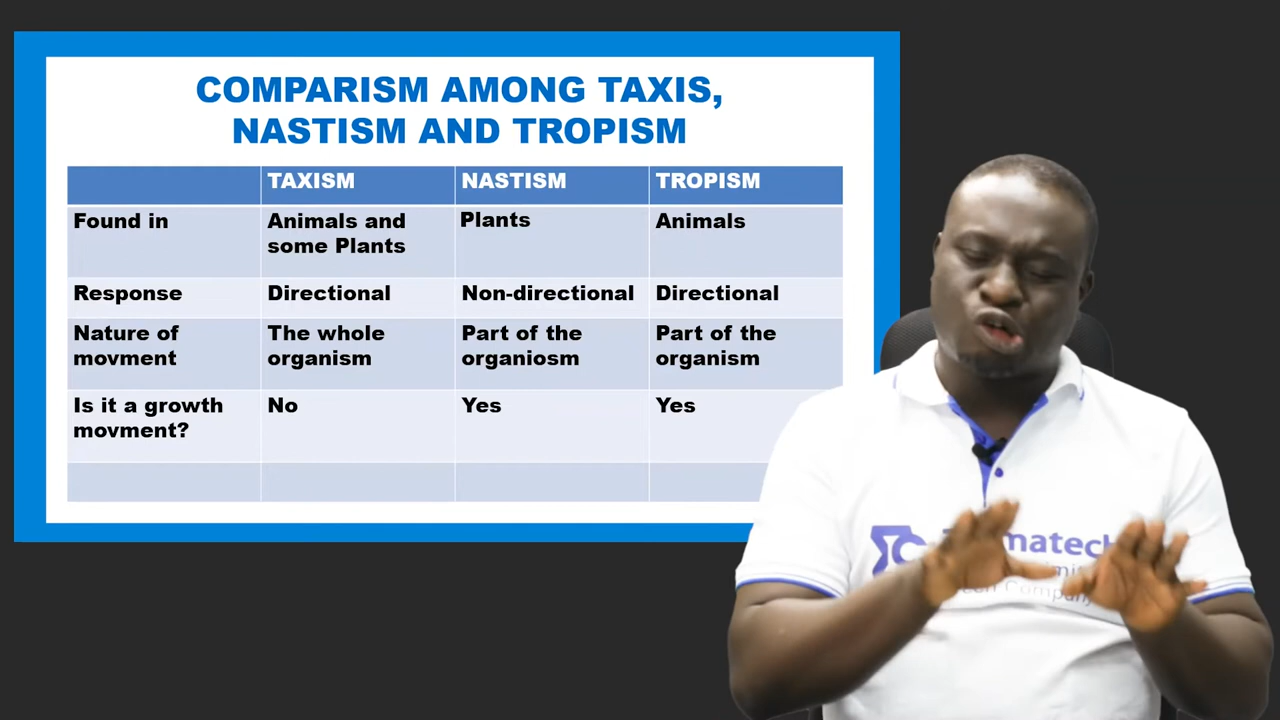 COMPARISM AMONG TAXIS,
NASTISM AND TROPISM
TAXISM NASTISM TROPISM
Found in Animals and some Plants Plants Animals
Response Directional Non-directional Directional
Nature of movment The whole organism Part of the organiosm Part of the organism
Is it a growth movment? No Yes Yes